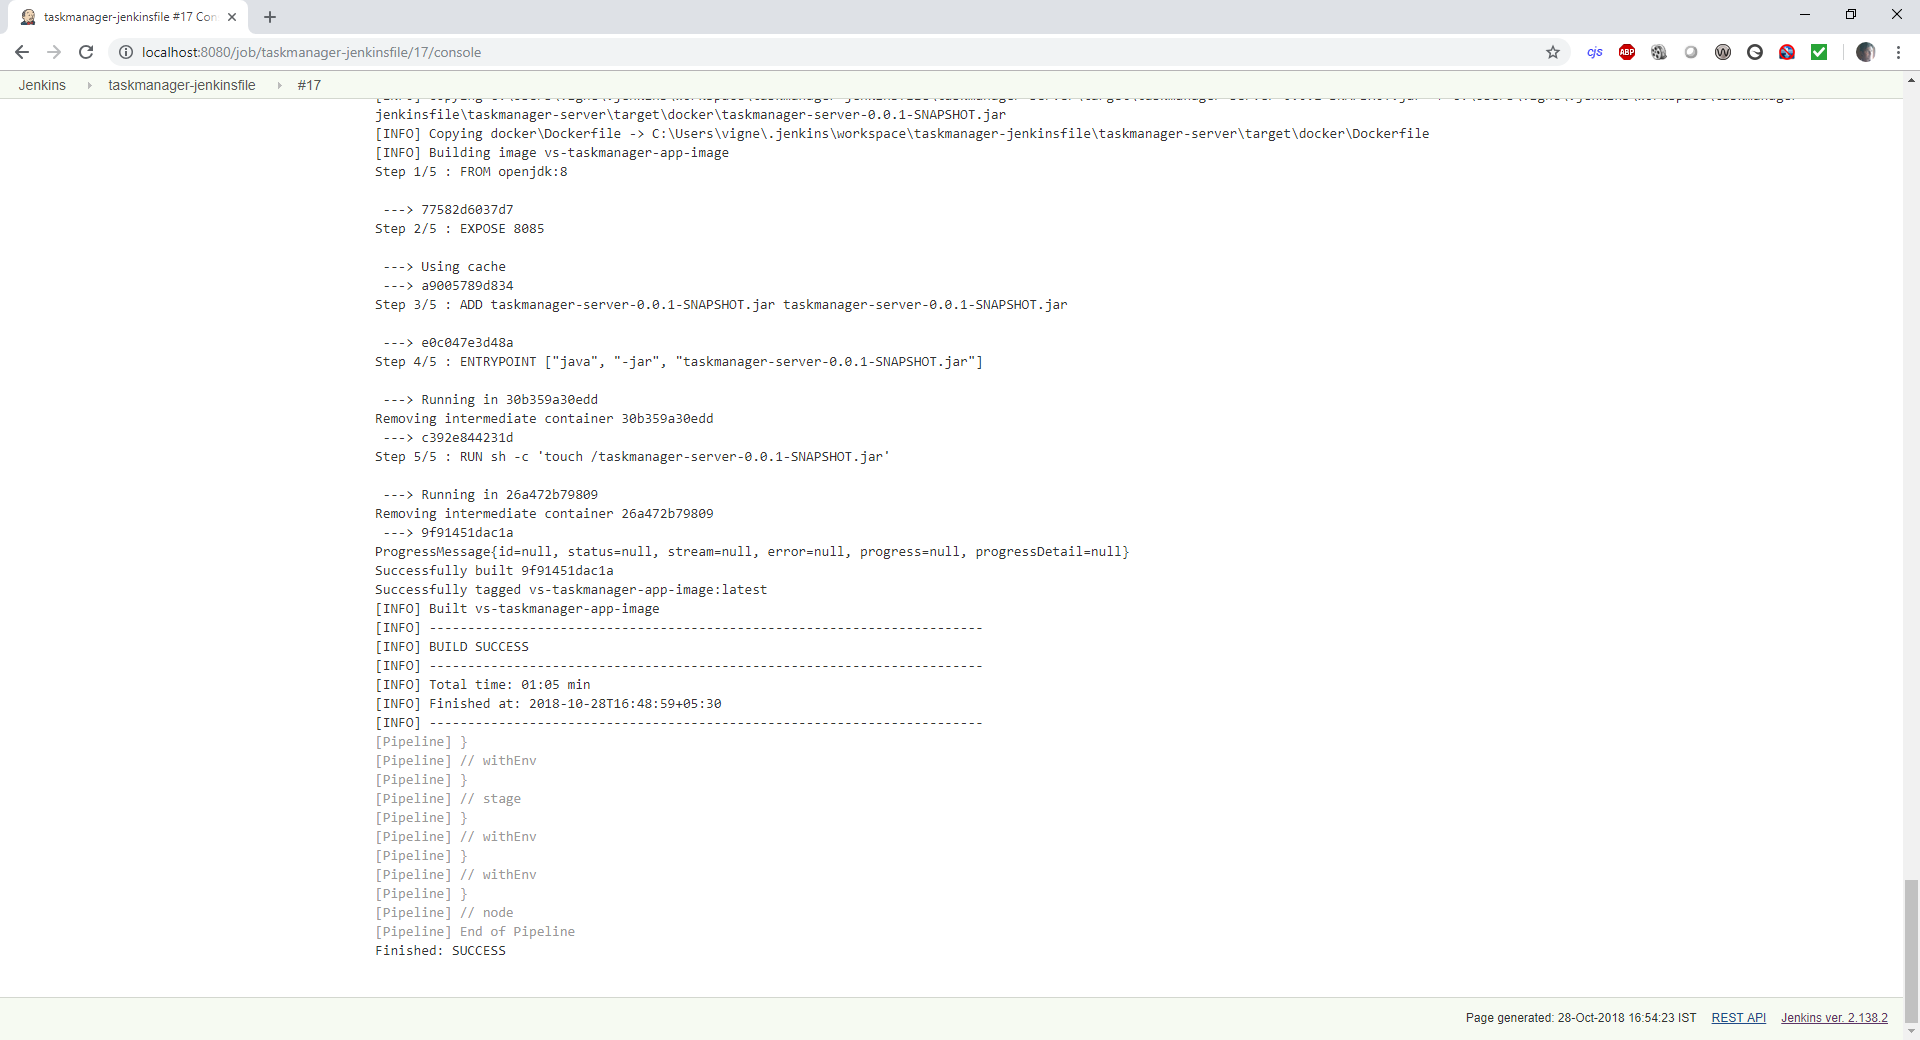 taskmanager-jenkinsfile #17 Con
localhost:8080/job/taskmanager-jenkinsfile/17/console
cjs
ABP
Jenkins
taskmanager-jenkinsfile
#17
jenkinsfile\taskmanager-server\target\docker\taskmanager-server-0.0.1-SNAPSHOT.jar
[INFO] Copying docker\Dockerfile -> C:\Users\vigne\.jenkins\workspace\taskmanager-jenkinsfile\taskmanager-server\target\docker\Dockerfile
[INFO] Building image vs-taskmanager-app-image
Step 1/5 : FROM openjdk:8
---> 77582d6037d7
Step 2/5 : EXPOSE 8085
---> Using cache
---> a9005789d834
Step 3/5 : ADD taskmanager-server-0.0.1-SNAPSHOT.jar taskmanager-server-0.0.1-SNAPSHOT.jar
---> e0c047e3d48a
Step 4/5 : ENTRYPOINT ["java", "-jar", "taskmanager-server-0.0.1-SNAPSHOT.jar"]
---> Running in 30b359a30edd
Removing intermediate container 30b359a30edd
---> c392e844231d
Step 5/5 : RUN sh -c 'touch /taskmanager-server-0.0.1-SNAPSHOT.jar'
---> Running in 26a472b79809
Removing intermediate container 26a472b79809
---> 9f91451dac1a
ProgressMessage{id=null, status=null, stream=null, error=null, progress=null, progressDetail=null}
Successfully built 9f91451dac1a
Successfully tagged vs-taskmanager-app-image:latest
[INFO] Built vs-taskmanager-app-image
[INFO] ------------------------------------------------------------------------
[INFO] BUILD SUCCESS
[INFO] ------------------------------------------------------------------------
[INFO] Total time: 01:05 min
[INFO] Finished at: 2018-10-28T16:48:59+05:30
[INFO] ------------------------------------------------------------------------
[Pipeline] }
[Pipeline] // withEnv
[Pipeline] }
[Pipeline] // stage
[Pipeline] }
[Pipeline] // withEnv
[Pipeline] }
[Pipeline] // withEnv
[Pipeline] }
[Pipeline] // node
[Pipeline] End of Pipeline
Finished: SUCCESS
Page generated: 28-Oct-2018 16:54:23 IST
REST API
Jenkins ver. 2.138.2